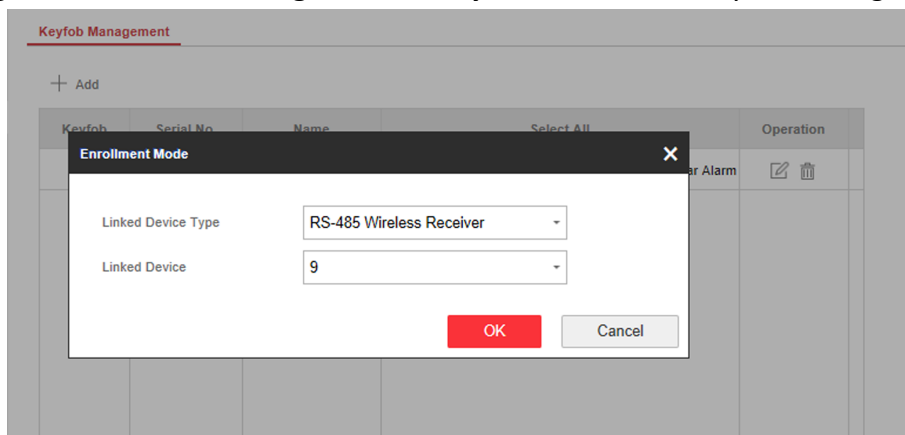 Keyfob Management
+ Add
Keyfob Serial No Name Select All Operation
Enrollment Mode
ar Alarm
Linked Device Type RS-485 Wireless Receiver
Linked Device 9
OK Cancel